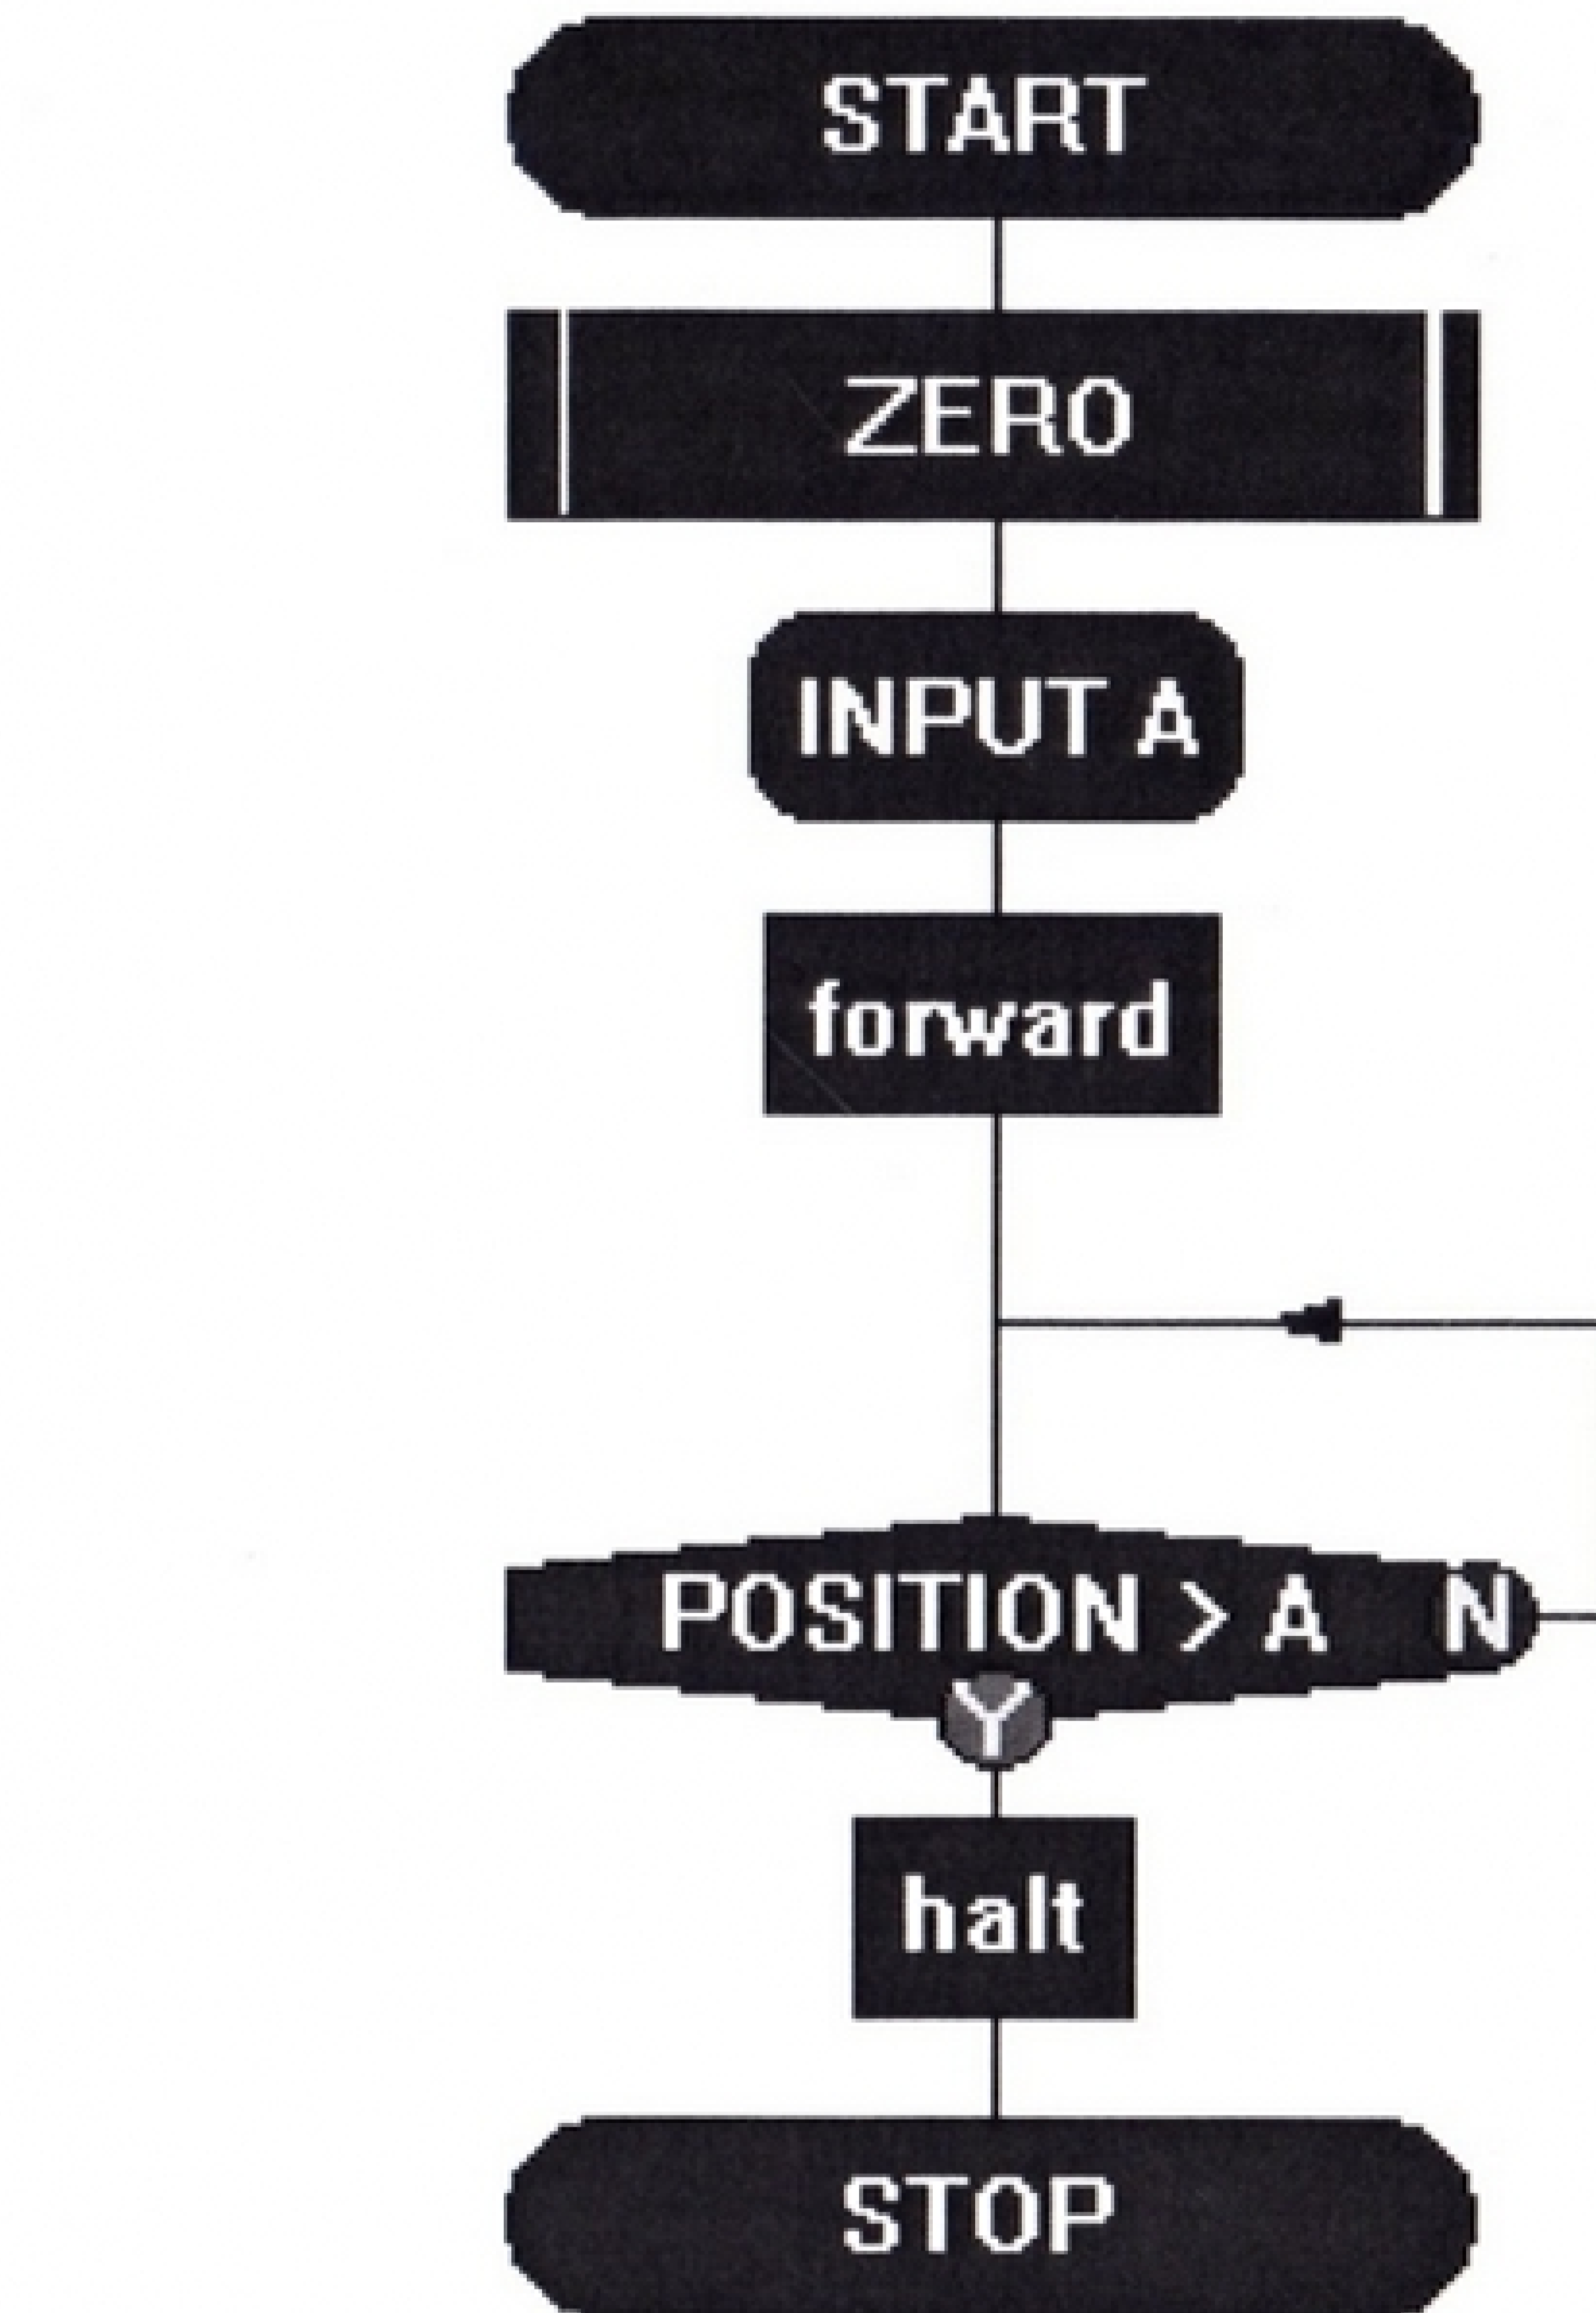 START
ZERO
INPUT A
forward
POSITION > A N
Y
halt
STOP